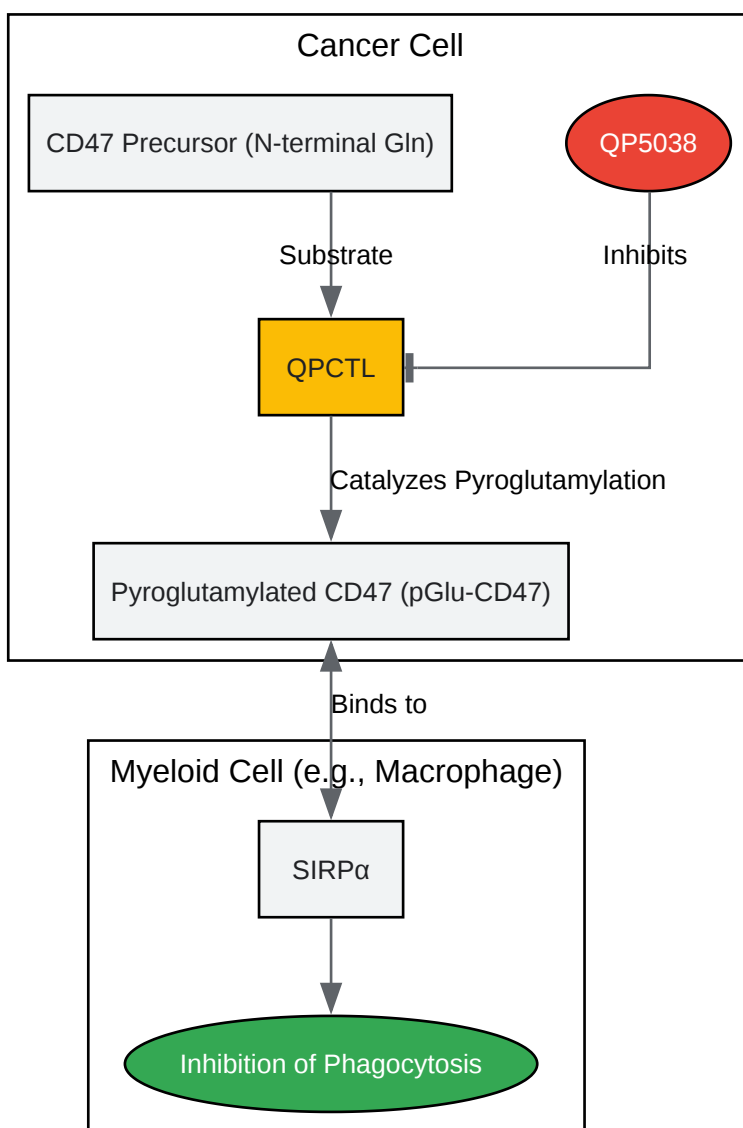 Cancer Cell
CD47 Precursor (N-terminal Gln)
QP5038
Substrate
Inhibits
QPCTL
Catalyzes Pyroglutamylation
Pyroglutamylated CD47 (pGlu-CD47)
Binds to
Myeloid Cell (e.g., Macrophage)
SIRPα
Inhibition of Phagocytosis